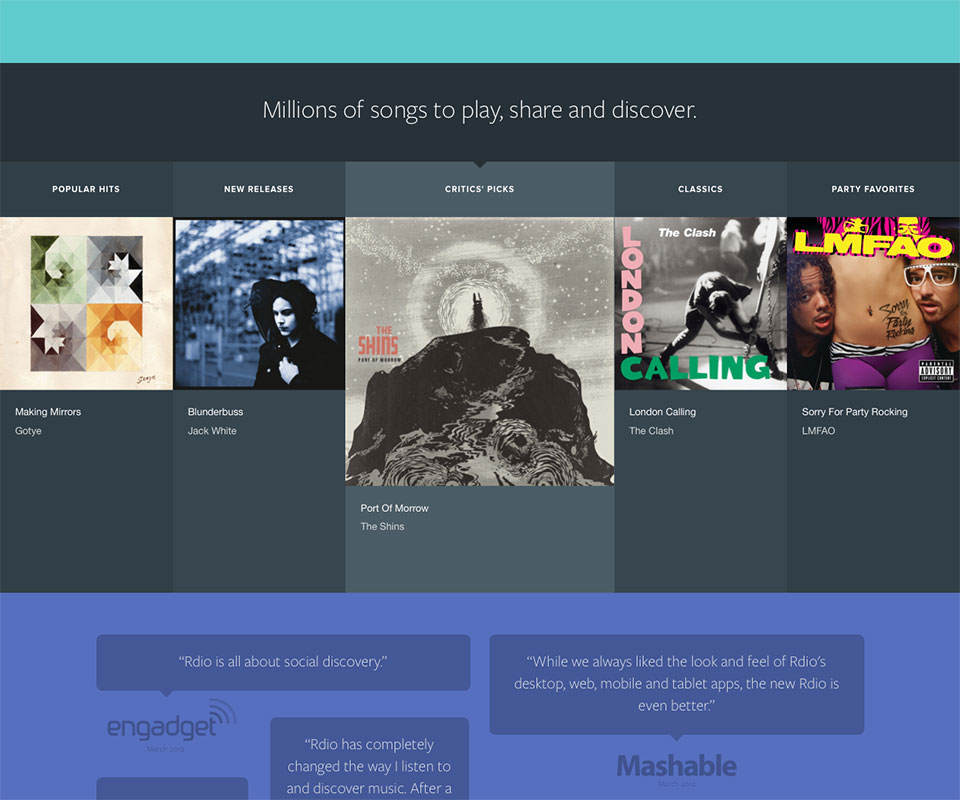 Millions of songs to play, share and discover.
POPULAR HITS
NEW RELEASES
CRITICS' PICKS
CLASSICS
PARTY FAVORITES
Gotye
THE
SHINS
PORT OF MORROW
The Clash
LONDON
CALLING
LMFAO
Sorry
For
Party
Rocking
PARENTAL
ADVISORY
EXPLICIT CONTENT
Making Mirrors
Gotye
Blunderbuss
Jack White
Port Of Morrow
The Shins
London Calling
The Clash
Sorry For Party Rocking
LMFAO
“Rdio is all about social discovery.”
engadget
March 2012
“While we always liked the look and feel of Rdio's
desktop, web, mobile and tablet apps, the new Rdio is
even better.”
Mashable
March 2012
“Rdio has completely
changed the way I listen to
and discover music. After a